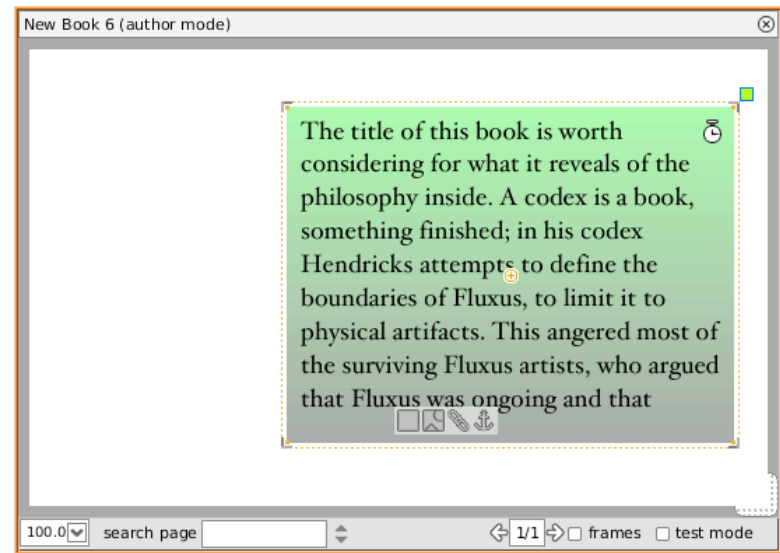 New Book 6 (author mode)
The title of this book is worth
considering for what it reveals of the
philosophy inside. A codex is a book,
something finished; in his codex
Hendricks attempts to define the
boundaries of Fluxus, to limit it to
physical artifacts. This angered most of
the surviving Fluxus artists, who argued
that Fluxus was ongoing and that
100.0 search page 1/1 frames test mode